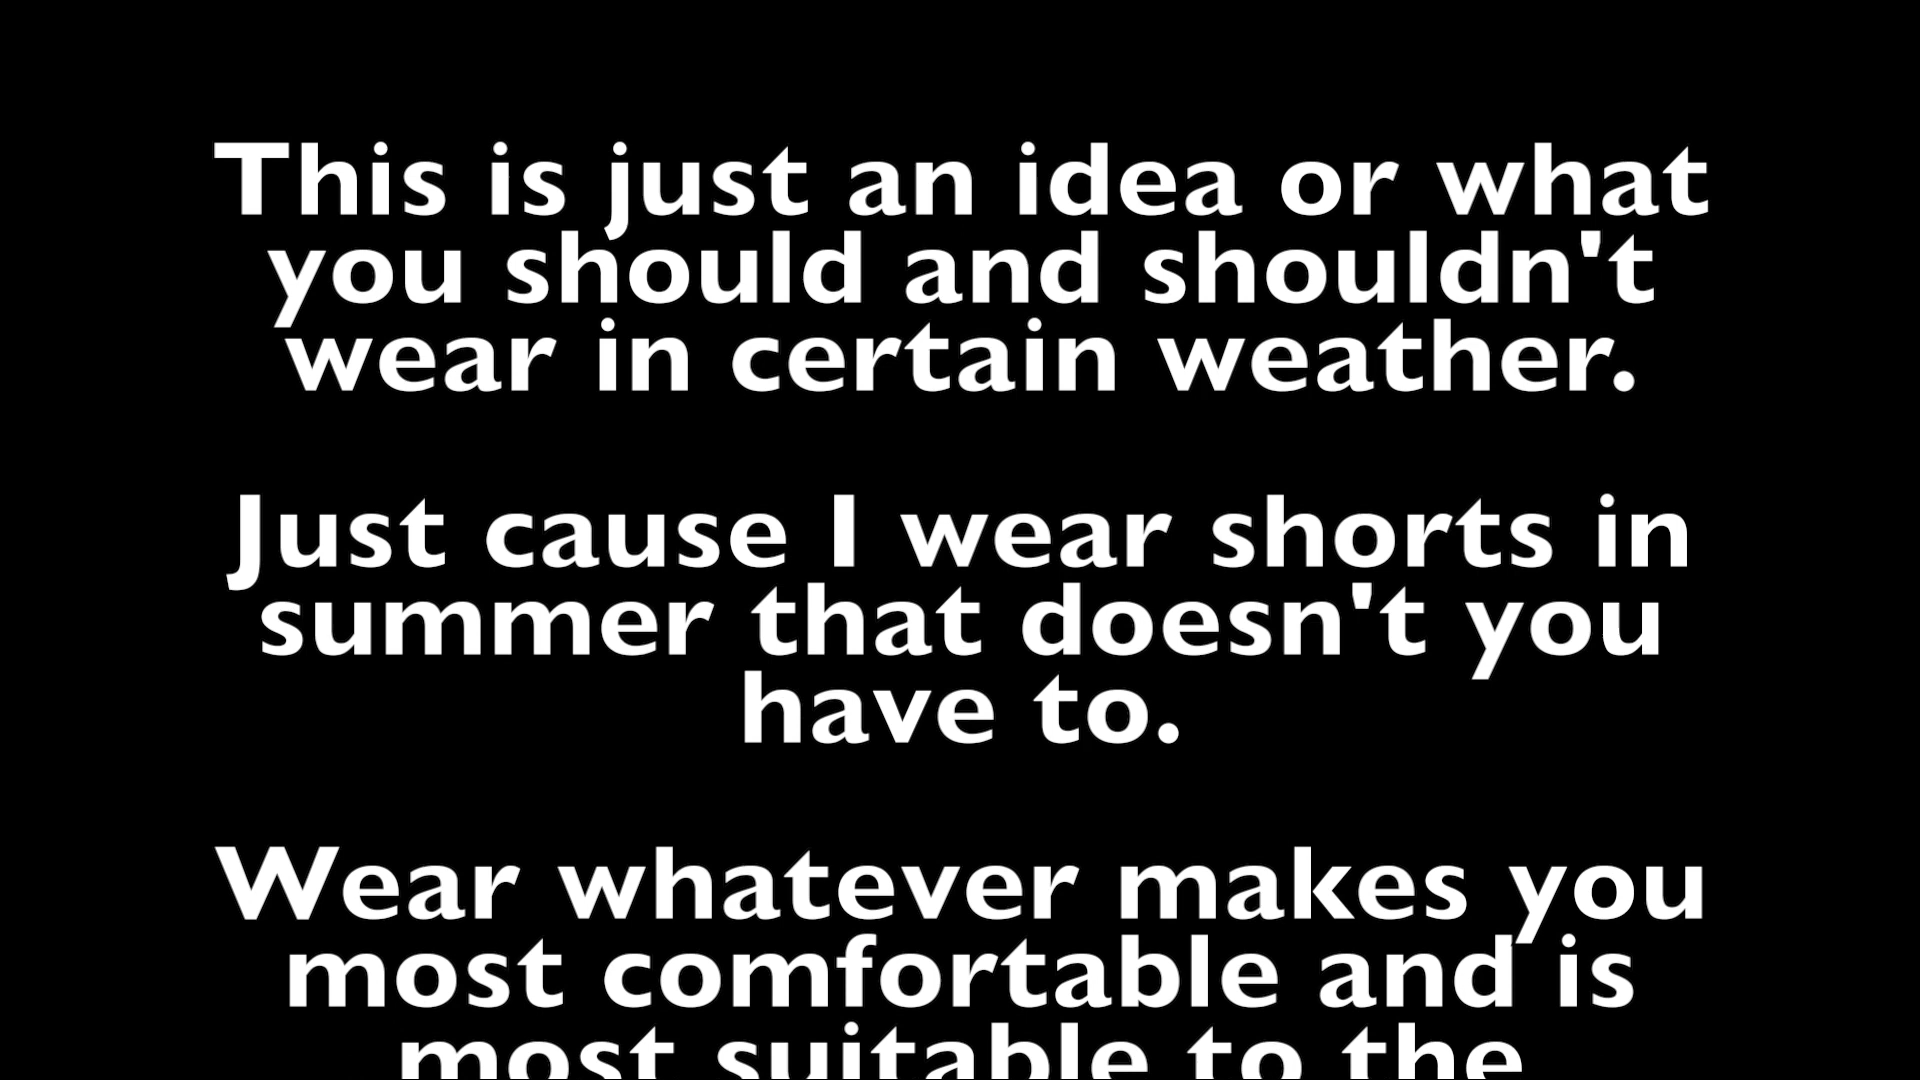 This is just an idea or what
you should and shouldn't
wear in certain weather.
Just cause I wear shorts in
summer that doesn't you
have to.
Wear whatever makes you
most comfortable and is
most suitable to the